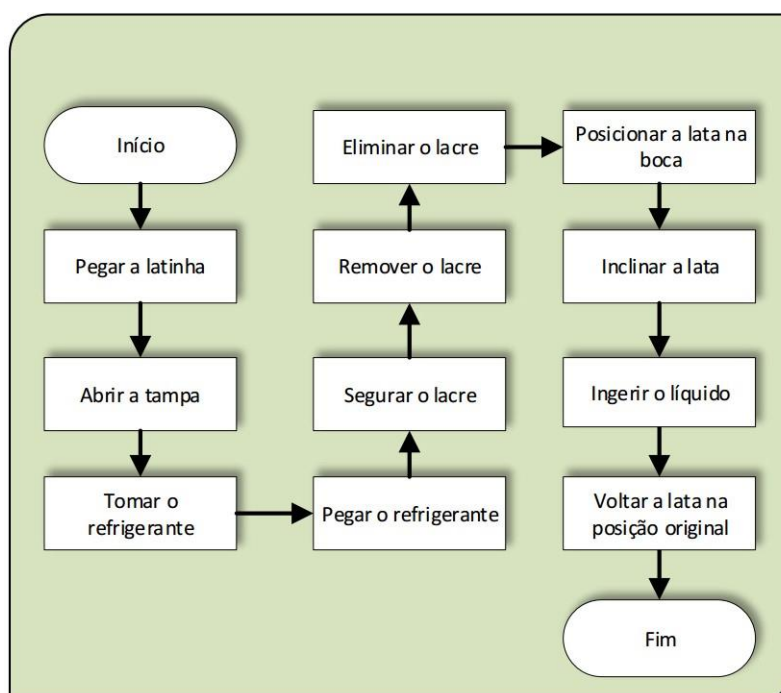 Início
Pegar a latinha
Abrir a tampa
Tomar o
refrigerante
Pegar o refrigerante
Segurar o lacre
Remover o lacre
Eliminar o lacre
Posicionar a lata na
boca
Inclinar a lata
Ingerir o líquido
Voltar a lata na
posição original
Fim